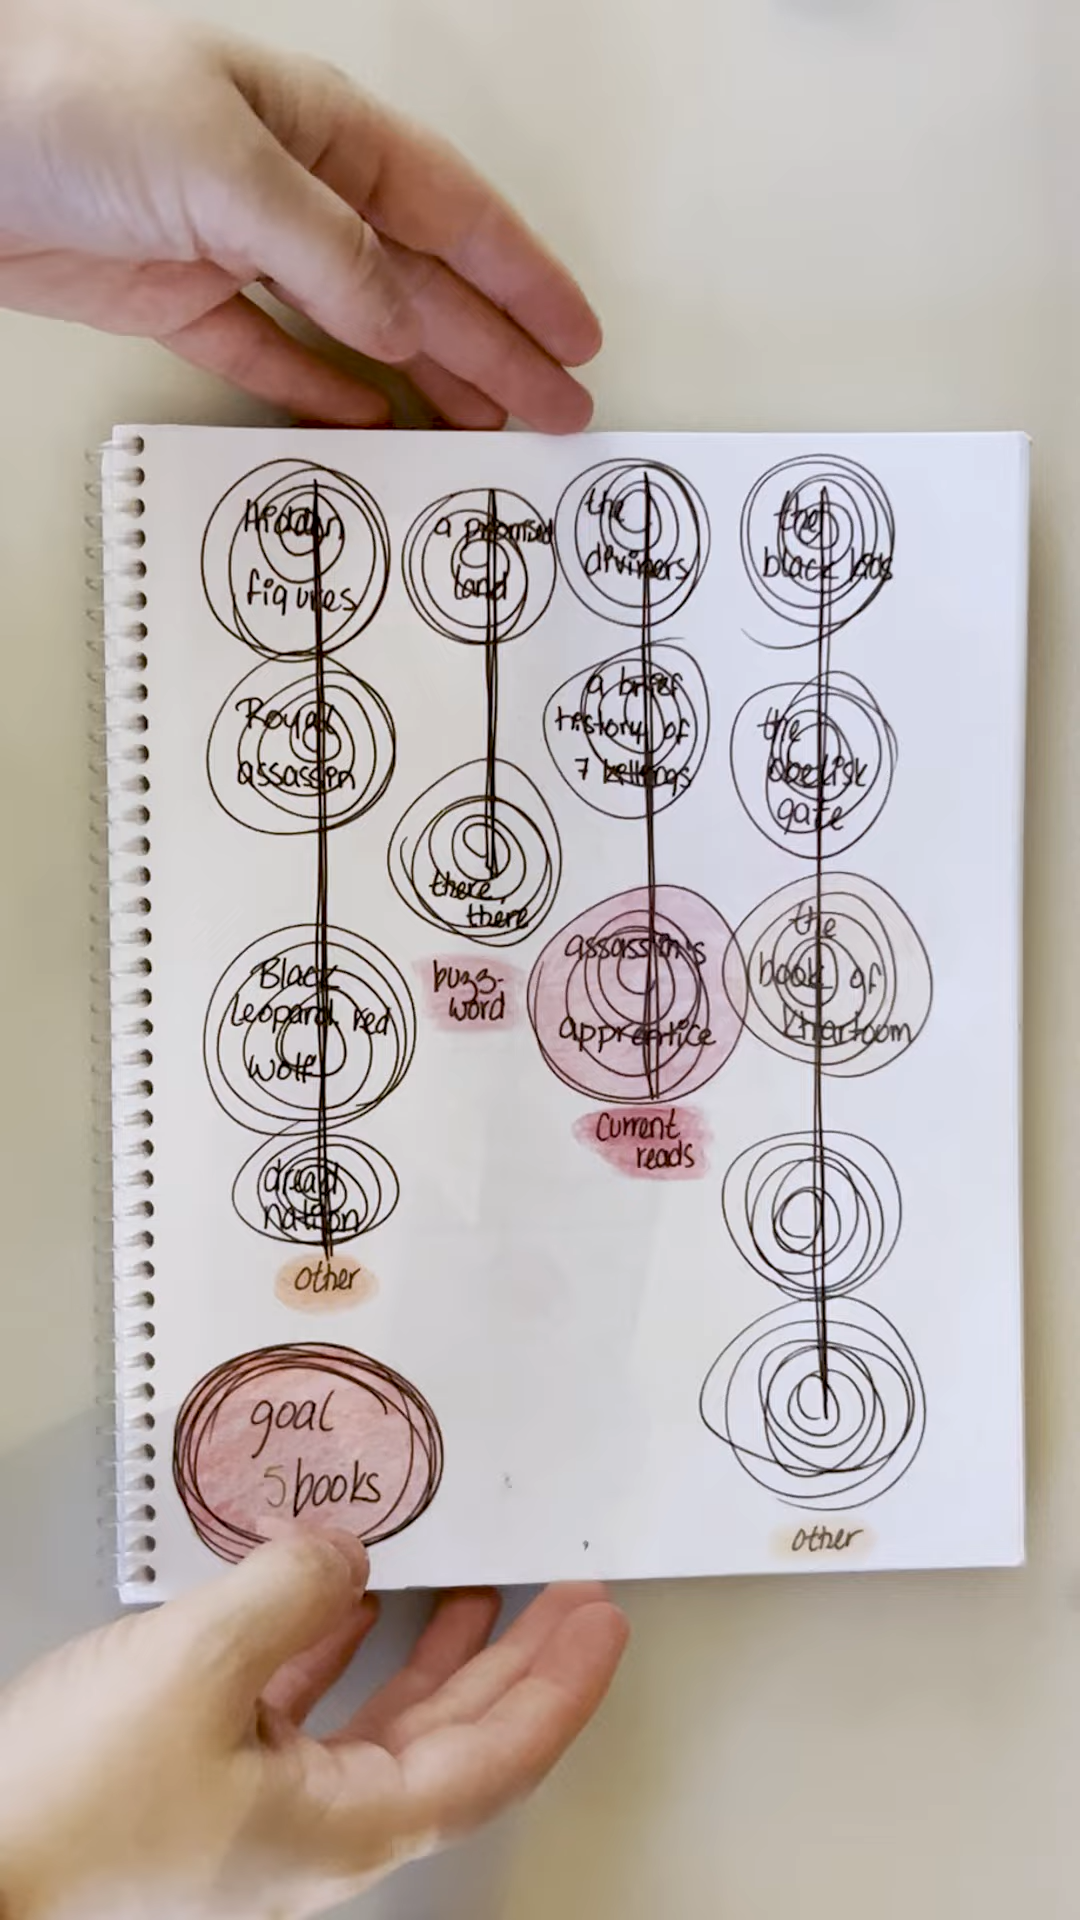 Hidden
figures
Royal
assassin
Black
leopard red
wolf
dread
nation
other
goal
5 books
a promised
land
there,
there
buzz-
word
the
diviners
a brief
history of
7 killings
assassin's
apprentice
current
reads
the
black kids
the
obelisk
gate
the
book of
khartoom
other